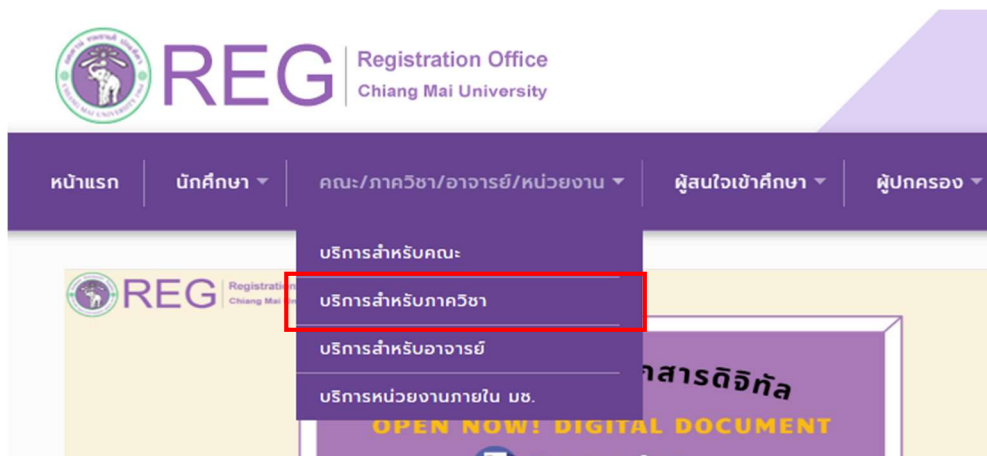 REG
Registration Office
Chiang Mai University
หน้าแรก
นักศึกษา
คณะ/ภาควิชา/อาจารย์/หน่วยงาน
ผู้สนใจเข้าศึกษา
ผู้ปกครอง
บริการสำหรับคณะ
บริการสำหรับภาควิชา
บริการสำหรับอาจารย์
บริการหน่วยงานภายใน มช.
REG
Chiang Mai
กสารดิจิทัล
OPEN NOW! DIGITAL DOCUMENT